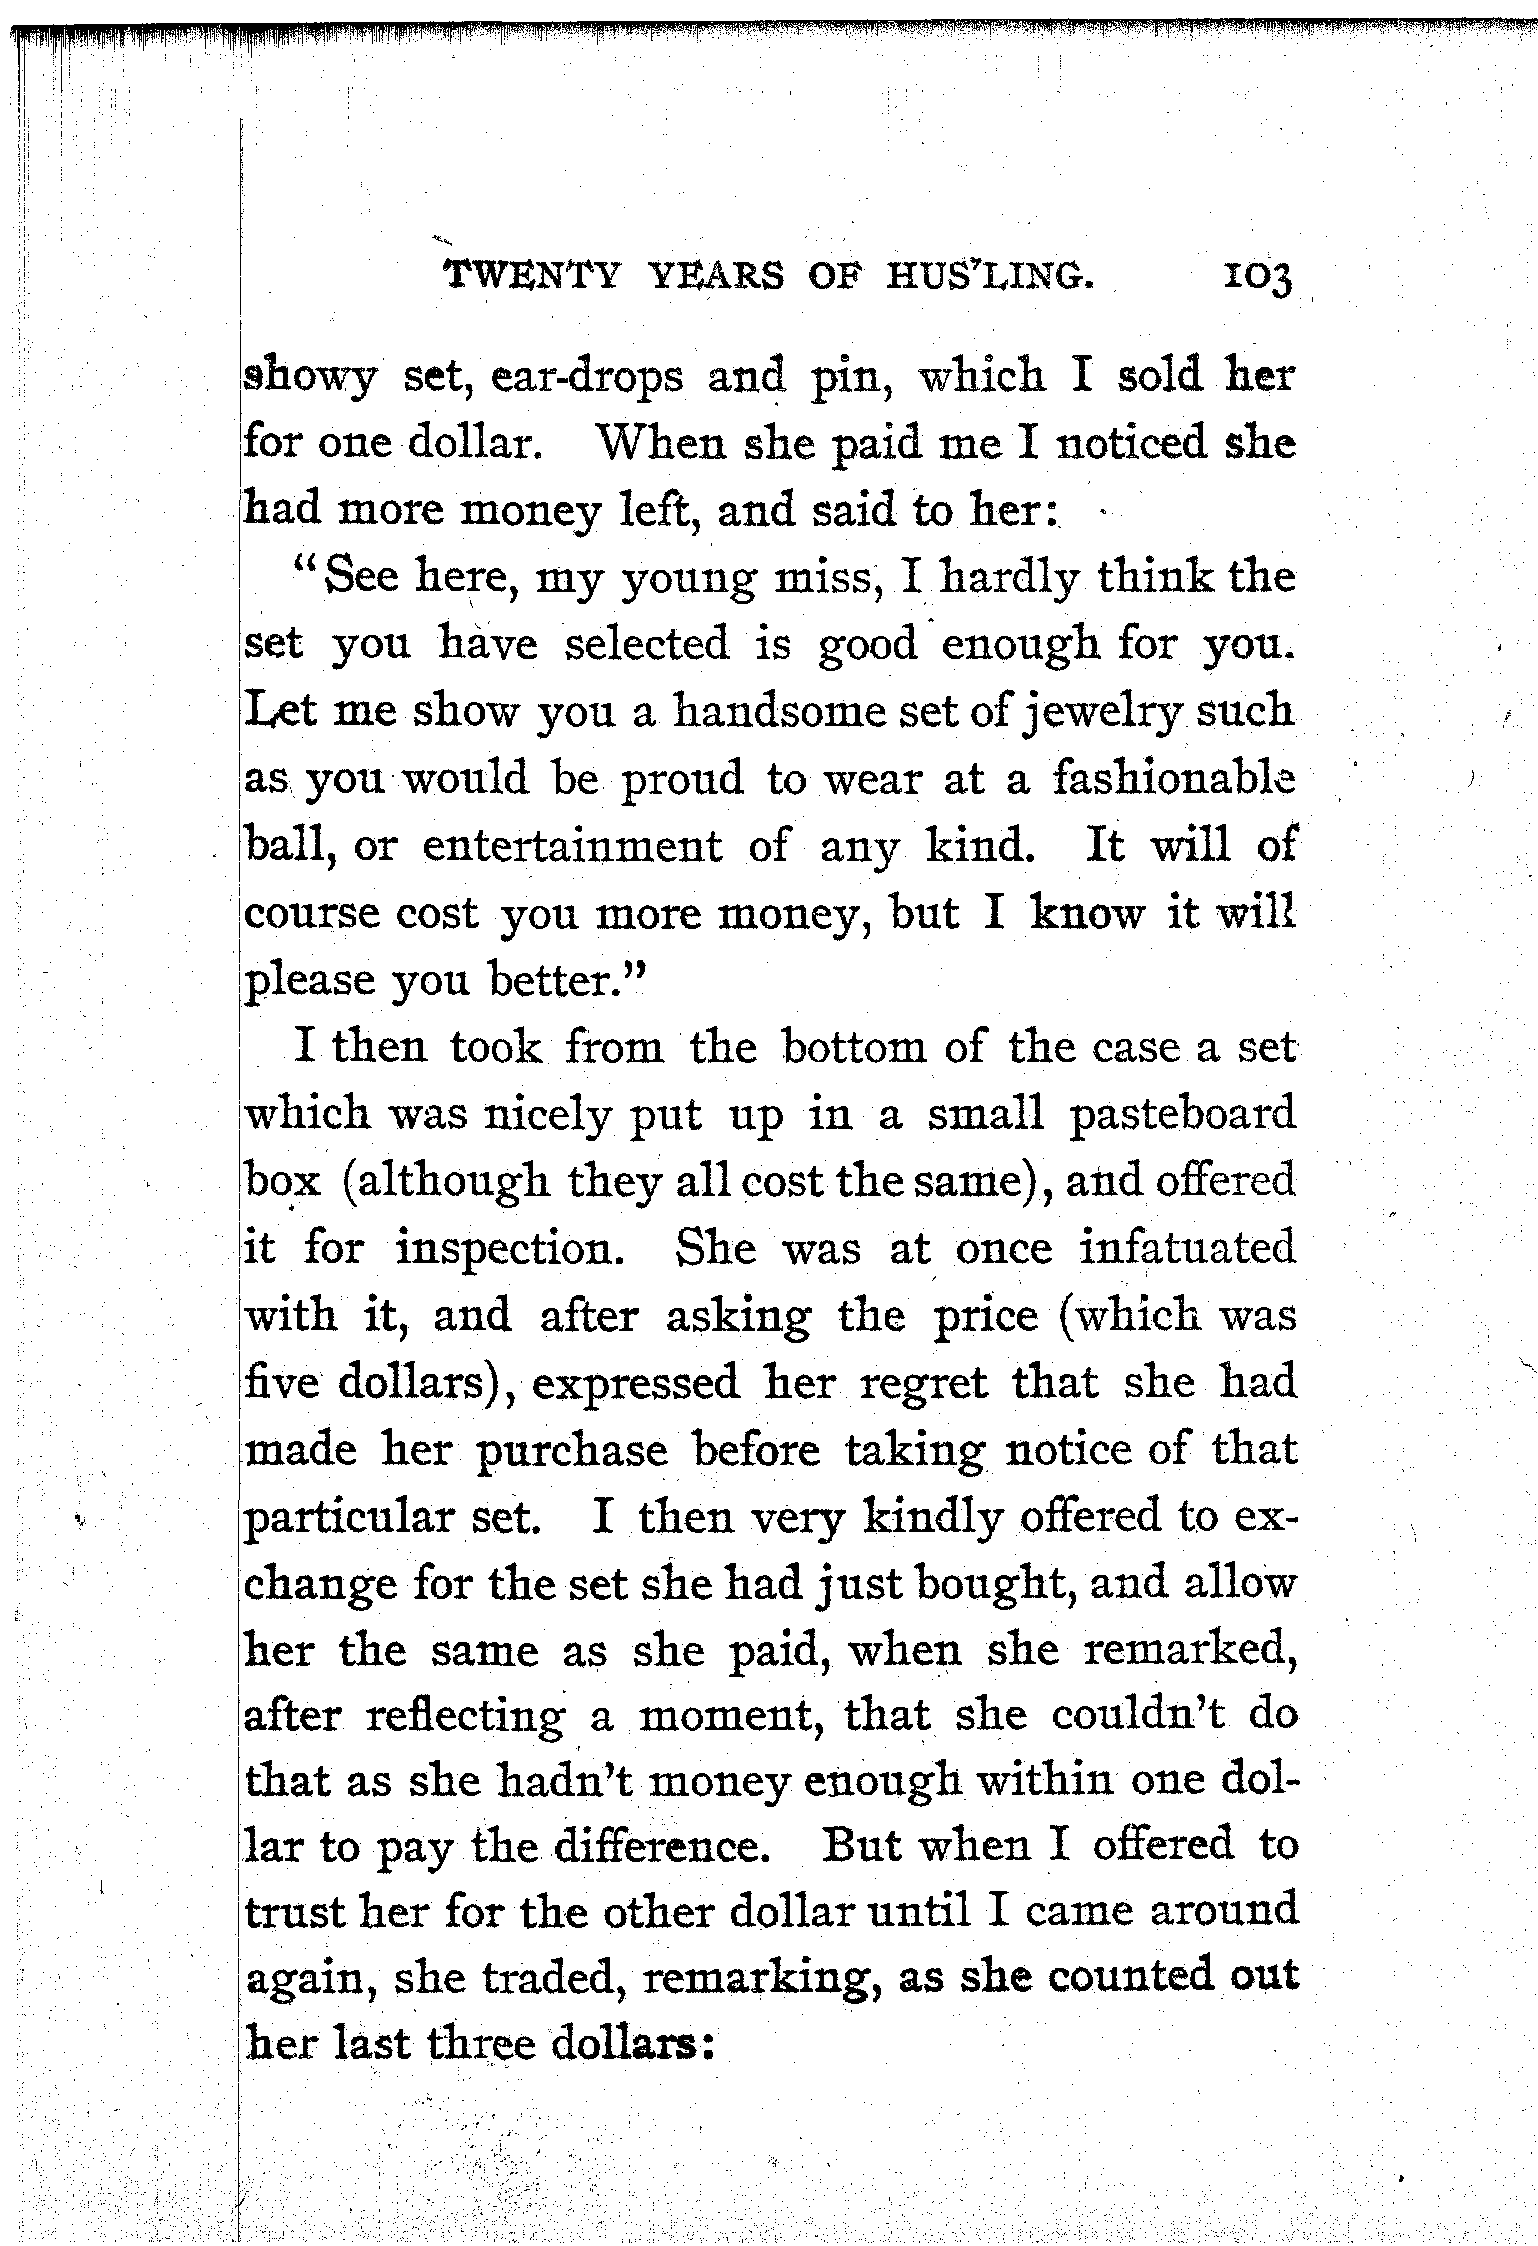 TWENTY YEARS OF HUS'LING. 103
showy set, ear-drops and pin, which I sold her
for one dollar. When she paid me I noticed she
had more money left, and said to her:
"See here, my young miss, I hardly think the
set you have selected is good enough for you.
Let me show you a handsome set of jewelry such
as you would be proud to wear at a fashionable
ball, or entertainment of any kind. It will of
course cost you more money, but I know it will
please you better."
I then took from the bottom of the case a set
which was nicely put up in a small pasteboard
box (although they all cost the same), and offered
it for inspection. She was at once infatuated
with it, and after asking the price (which was
five dollars), expressed her regret that she had
made her purchase before taking notice of that
particular set. I then very kindly offered to ex-
change for the set she had just bought, and allow
her the same as she paid, when she remarked,
after reflecting a moment, that she couldn't do
that as she hadn't money enough within one dol-
lar to pay the difference. But when I offered to
trust her for the other dollar until I came around
again, she traded, remarking, as she counted out
her last three dollars: